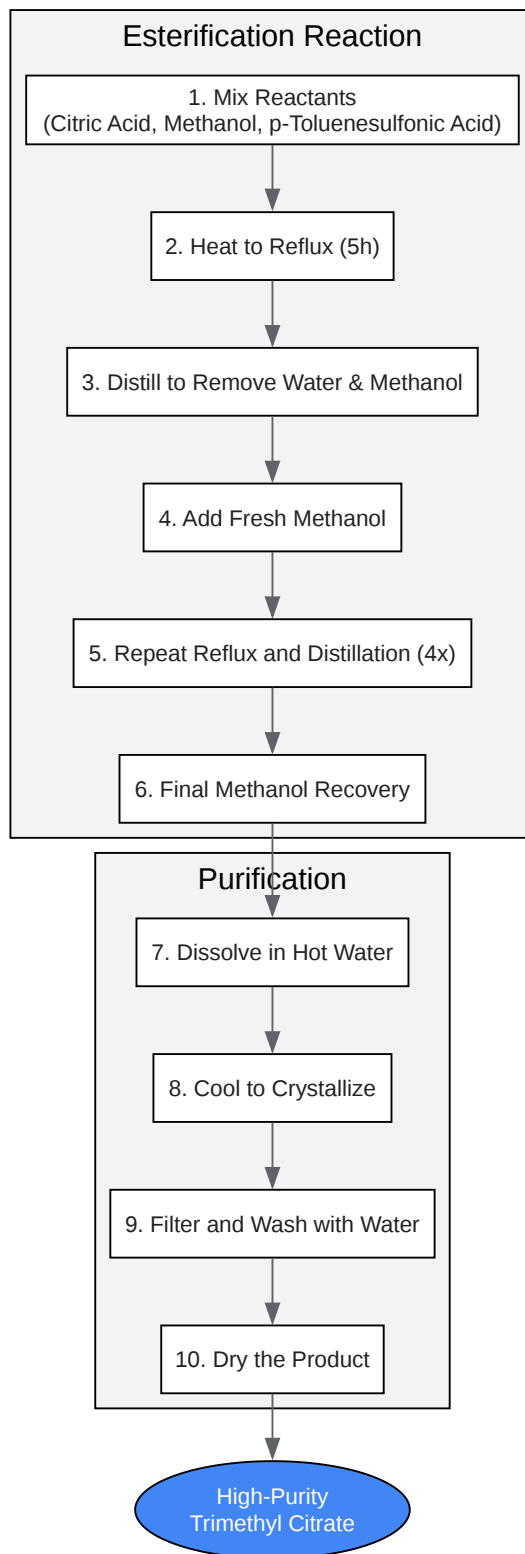 Esterification Reaction
1. Mix Reactants
(Citric Acid, Methanol, p-Toluenesulfonic Acid)
2. Heat to Reflux (5h)
3. Distill to Remove Water & Methanol
4. Add Fresh Methanol
5. Repeat Reflux and Distillation (4x)
6. Final Methanol Recovery
Purification
7. Dissolve in Hot Water
8. Cool to Crystallize
9. Filter and Wash with Water
10. Dry the Product
High-Purity
Trimethyl Citrate